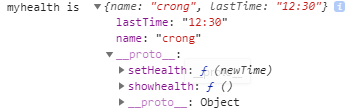 myhealth is ▼{name: "crong", lastTime: "12:30"} i
lastTime: "12:30"
name: "crong"
▼__proto__:
▶setHealth: ƒ (newTime)
▶showhealth: ƒ ()
▶__proto__: Object